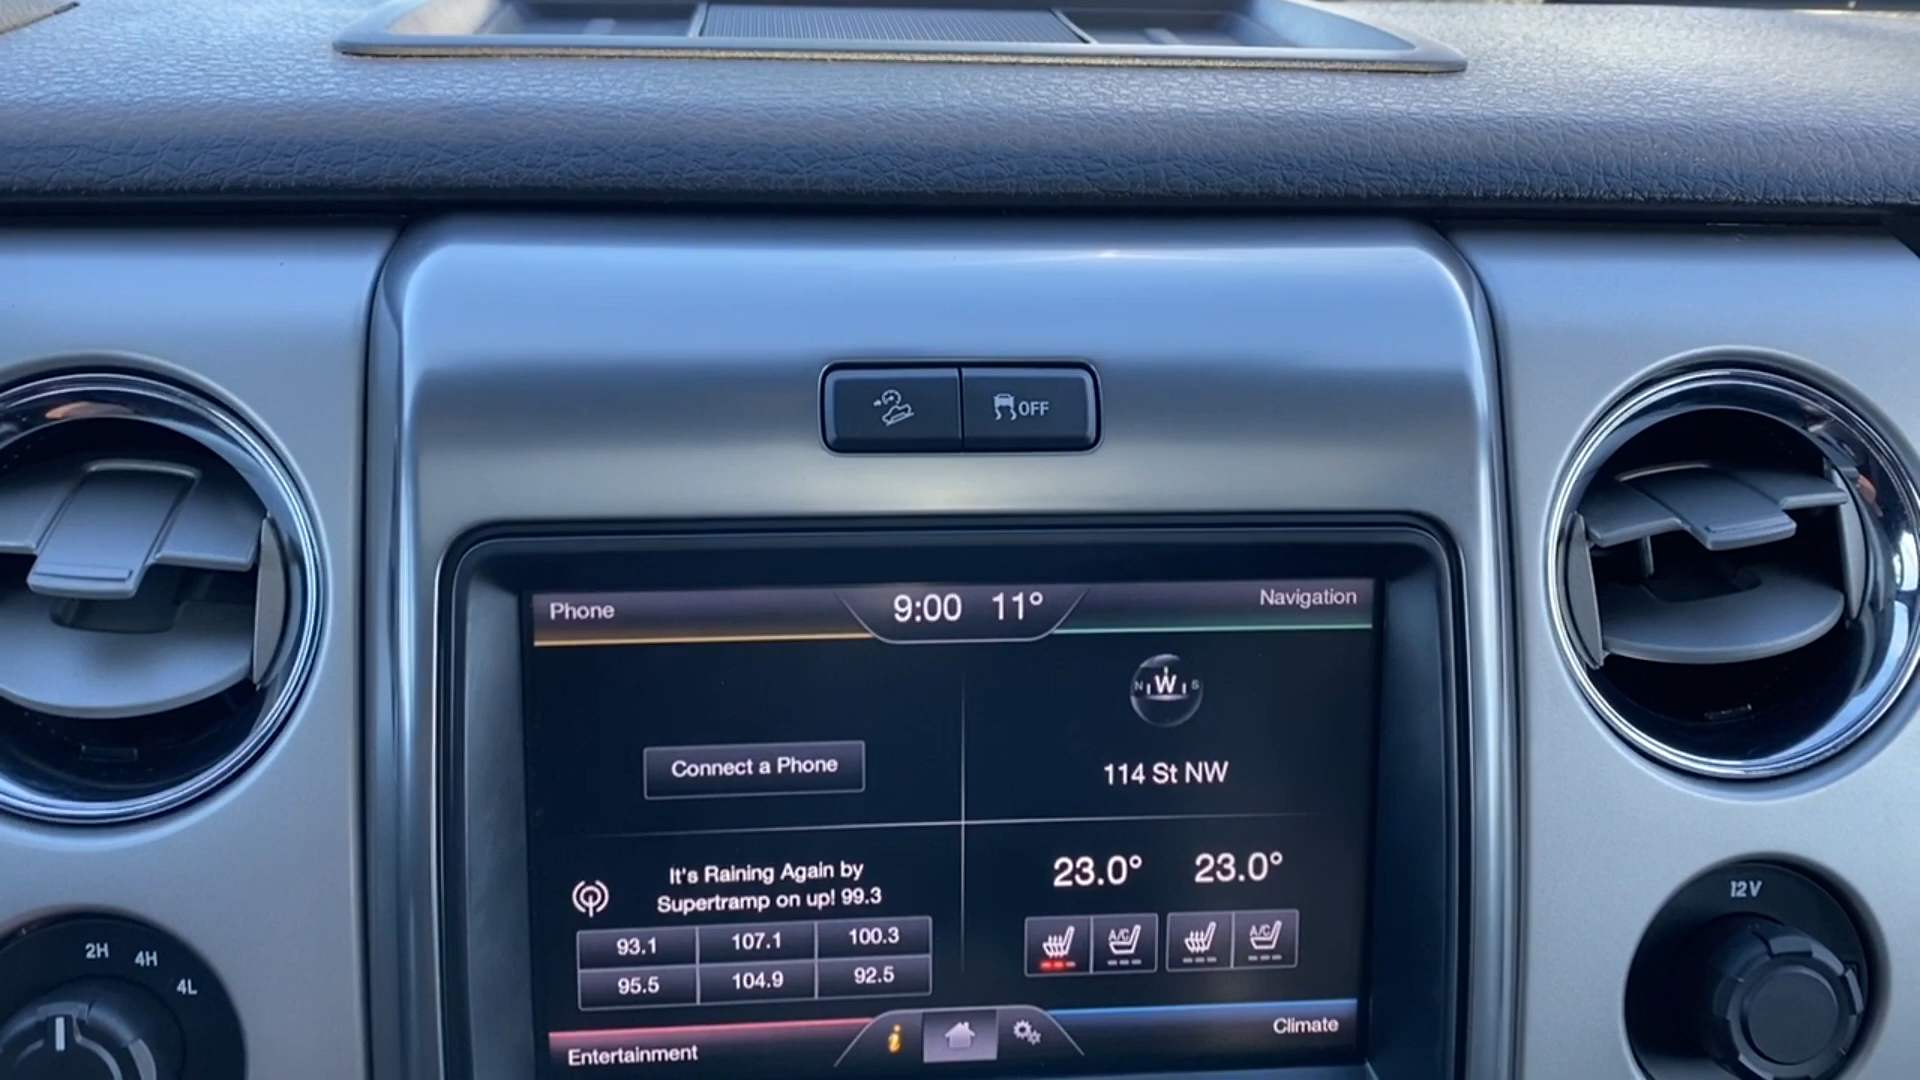 OFF
Phone
9:00 11°
Navigation
N W S
114 St NW
Connect a Phone
It's Raining Again by
Supertramp on up! 99.3
93.1 107.1 100.3
95.5 104.9 92.5
23.0° 23.0°
A/C A/C
Entertainment
i
Climate
2H 4H 4L
12V